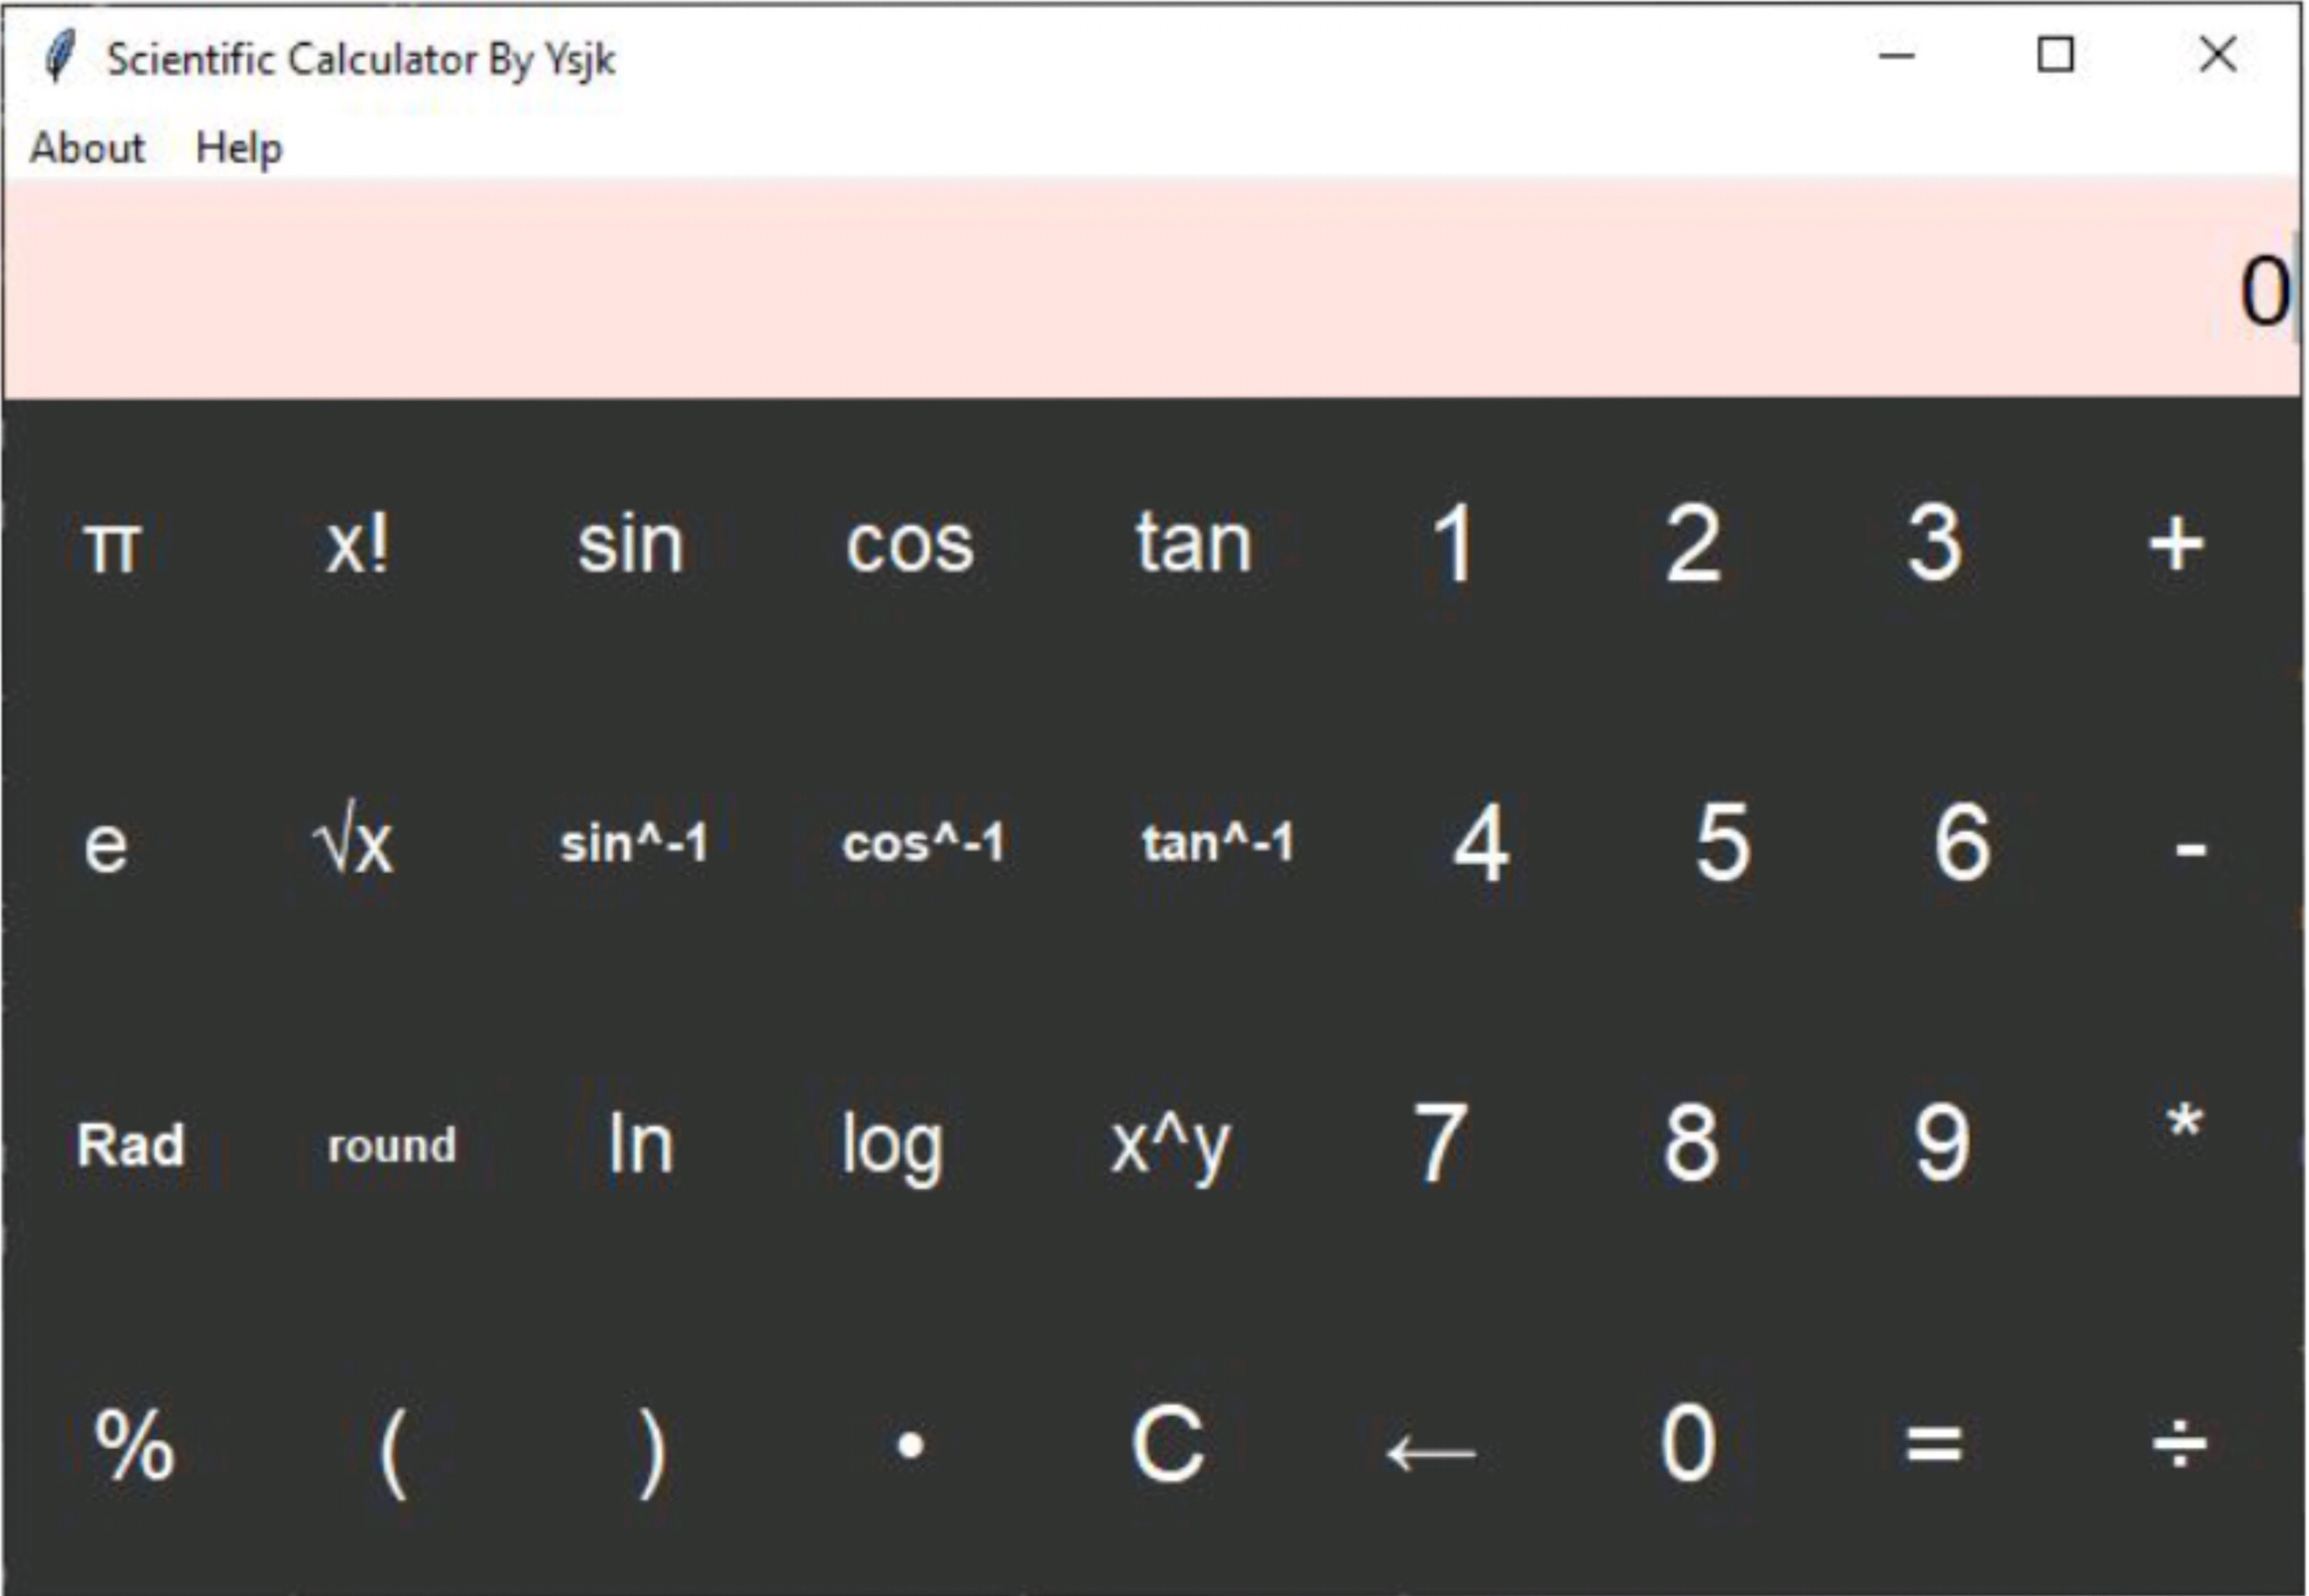 Scientific Calculator By Ysjk
About Help
0
π x! sin cos tan 1 2 3 +
e √x sin^-1 cos^-1 tan^-1 4 5 6 -
Rad round ln log x^y 7 8 9 *
% ( ) • C ← 0 = ÷